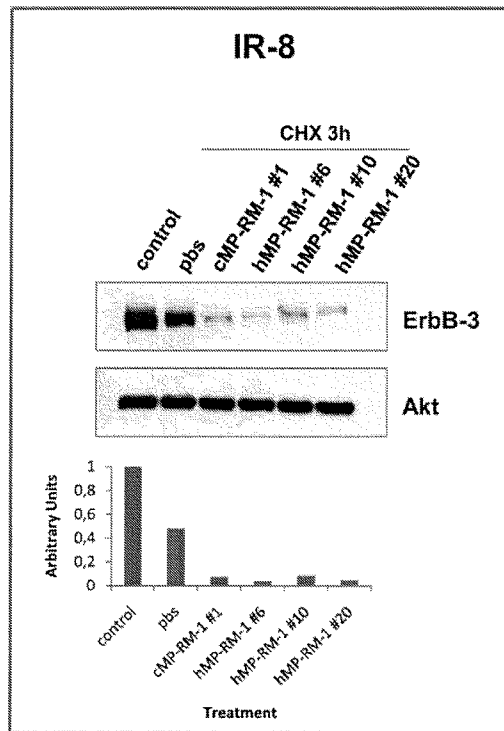 IR-8
CHX 3h
control
pbs
cMP-RM-1 #1
hMP-RM-1 #6
hMP-RM-1 #10
hMP-RM-1 #20
ErbB-3
Akt
Arbitrary Units
1
0,8
0,6
0,4
0,2
0
control
pbs
cMP-RM-1 #1
hMP-RM-1 #6
hMP-RM-1 #10
hMP-RM-1 #20
Treatment